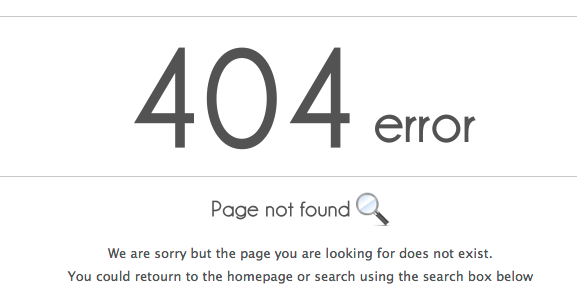 404 error
Page not found
We are sorry but the page you are looking for does not exist.
You could retourn to the homepage or search using the search box below